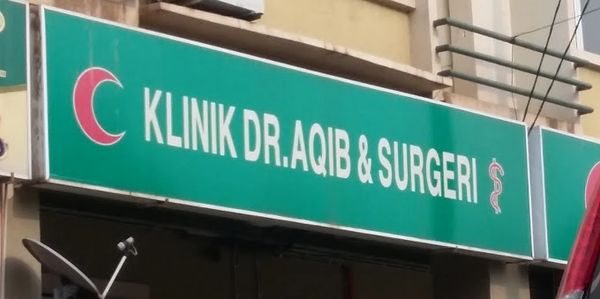 KLINIK DR.AQIB & SURGERI